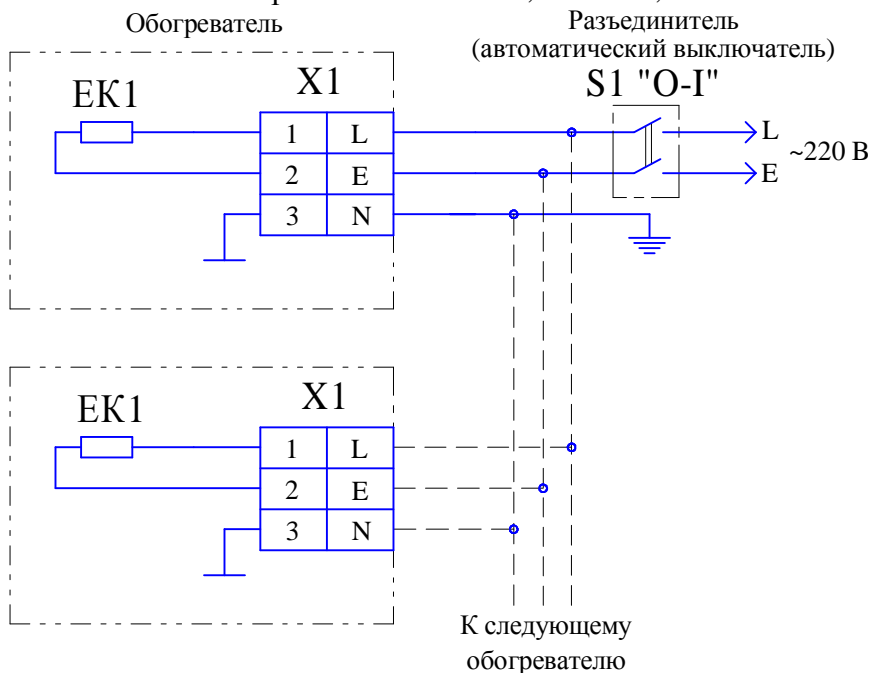 Обогреватель
Разъединитель
(автоматический выключатель)
S1 "O-I"
EK1
X1
1 L
2 E
3 N
L
E
~220 В
EK1
X1
1 L
2 E
3 N
К следующему
обогревателю